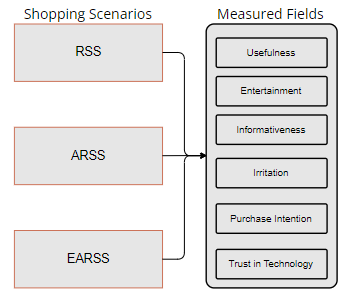 Shopping Scenarios
RSS
ARSS
EARSS
Measured Fields
Usefulness
Entertainment
Informativeness
Irritation
Purchase Intention
Trust in Technology